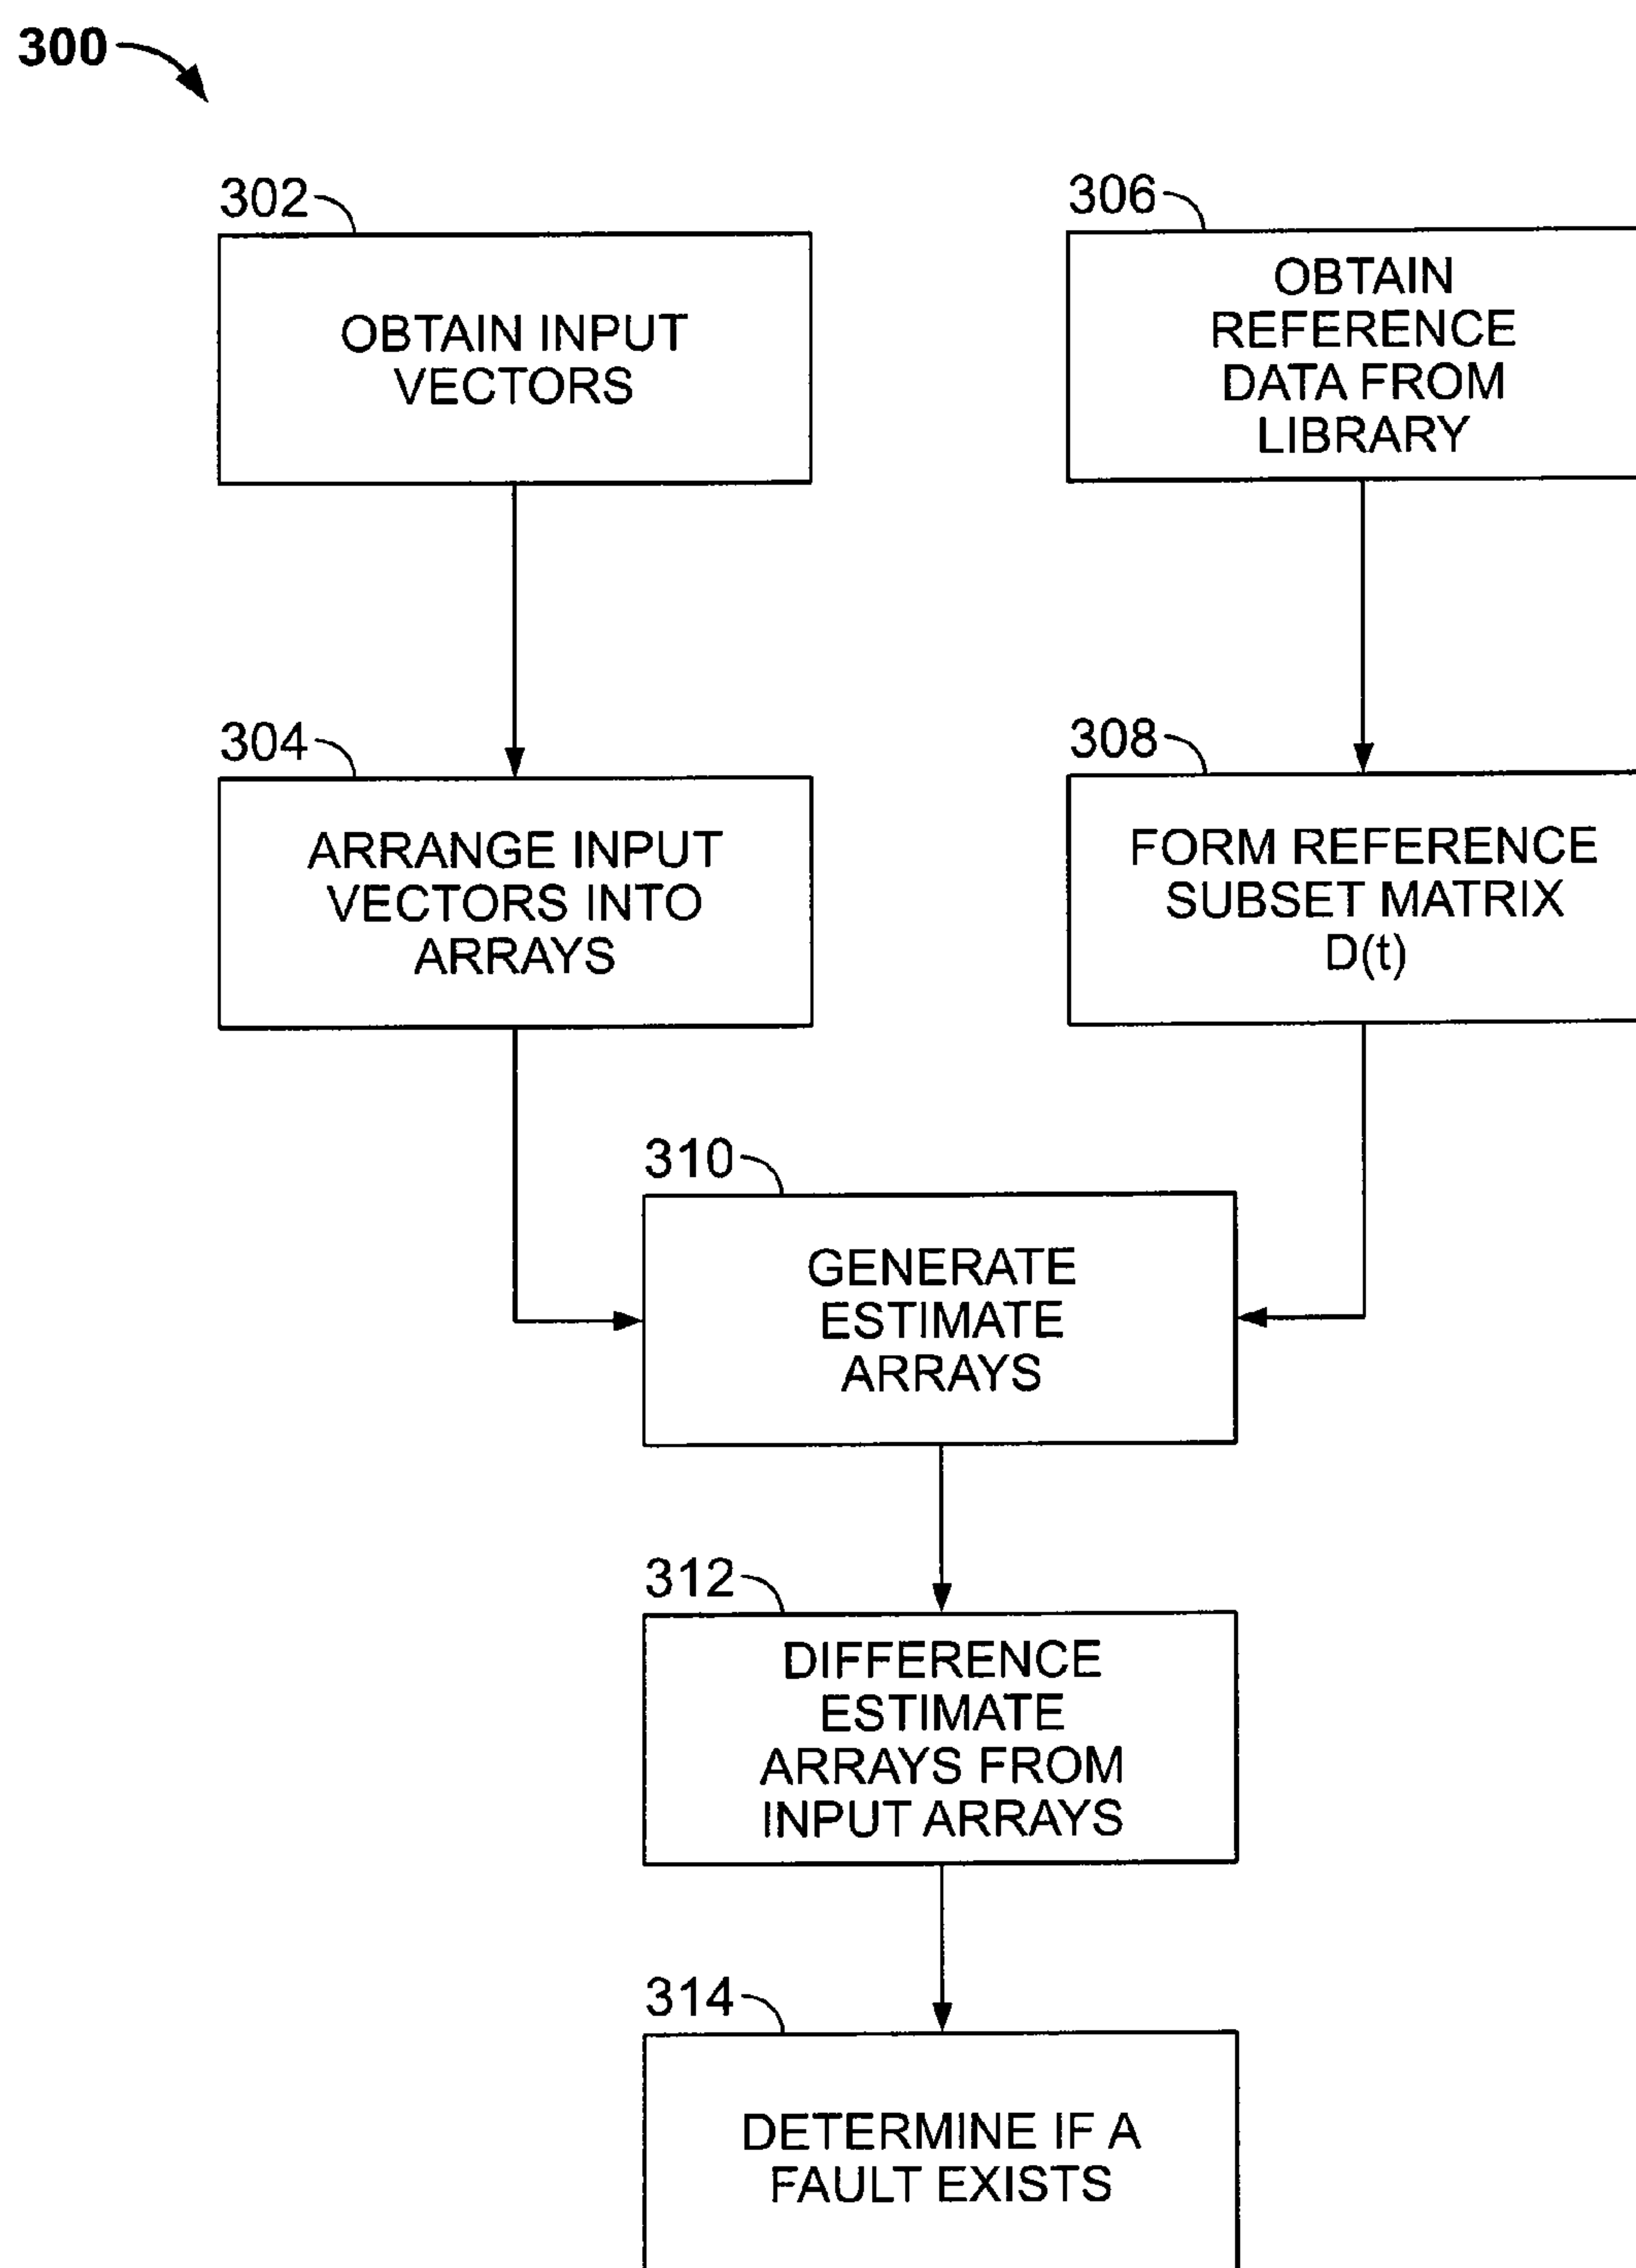 300
302
OBTAIN INPUT
VECTORS
306
OBTAIN
REFERENCE
DATA FROM
LIBRARY
304
ARRANGE INPUT
VECTORS INTO
ARRAYS
308
FORM REFERENCE
SUBSET MATRIX
D(t)
310
GENERATE
ESTIMATE
ARRAYS
312
DIFFERENCE
ESTIMATE
ARRAYS FROM
INPUT ARRAYS
314
DETERMINE IF A
FAULT EXISTS